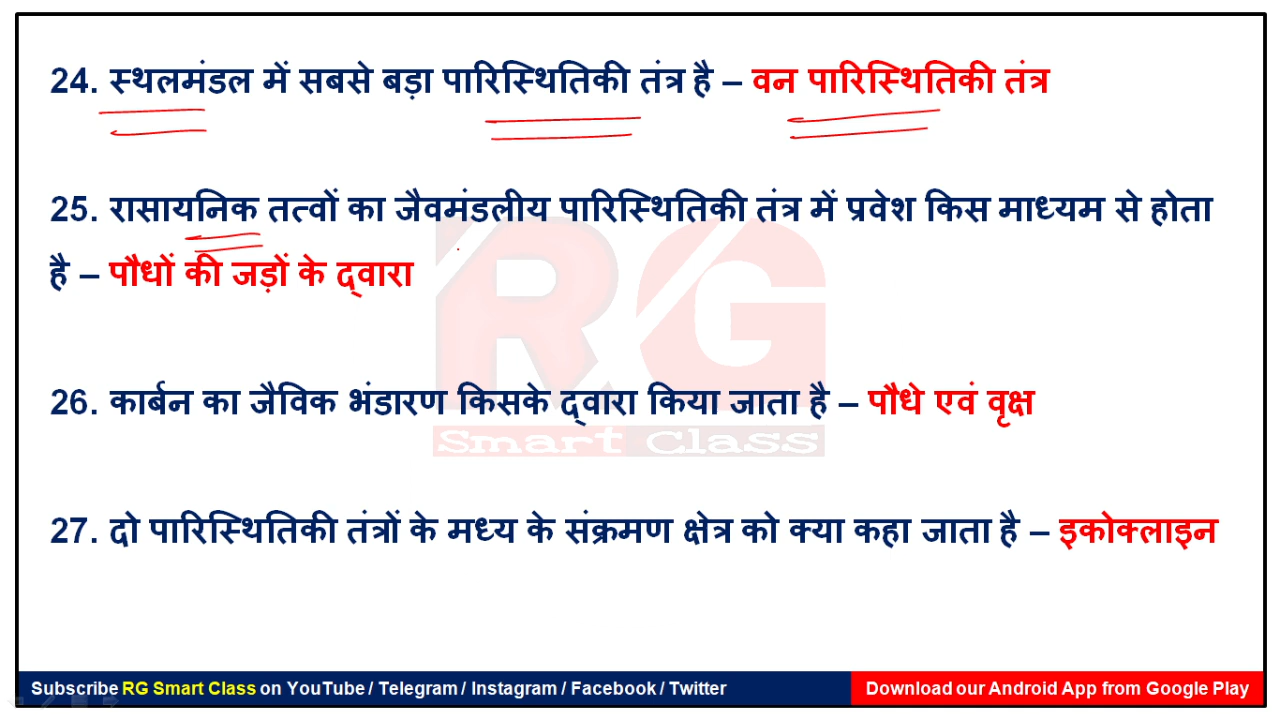 24. स्थलमंडल में सबसे बड़ा पारिस्थितिकी तंत्र है – वन पारिस्थितिकी तंत्र
25. रासायनिक तत्वों का जैवमंडलीय पारिस्थितिकी तंत्र में प्रवेश किस माध्यम से होता
है – पौधों की जड़ों के द्वारा
RG
26. कार्बन का जैविक भंडारण किसके द्वारा किया जाता है – पौधे एवं वृक्ष
Smart Class
27. दो पारिस्थितिकी तंत्रों के मध्य के संक्रमण क्षेत्र को क्या कहा जाता है – इकोक्लाइन
Subscribe RG Smart Class on YouTube / Telegram / Instagram / Facebook / Twitter
Download our Android App from Google Play